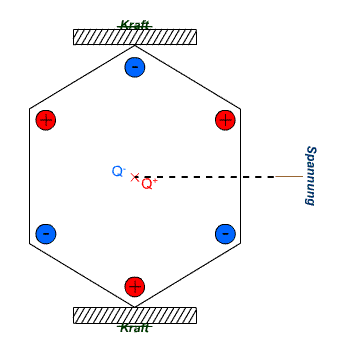 Kraft
-
+
+
Q-
Q+
Spannung
-
-
+
Kraft